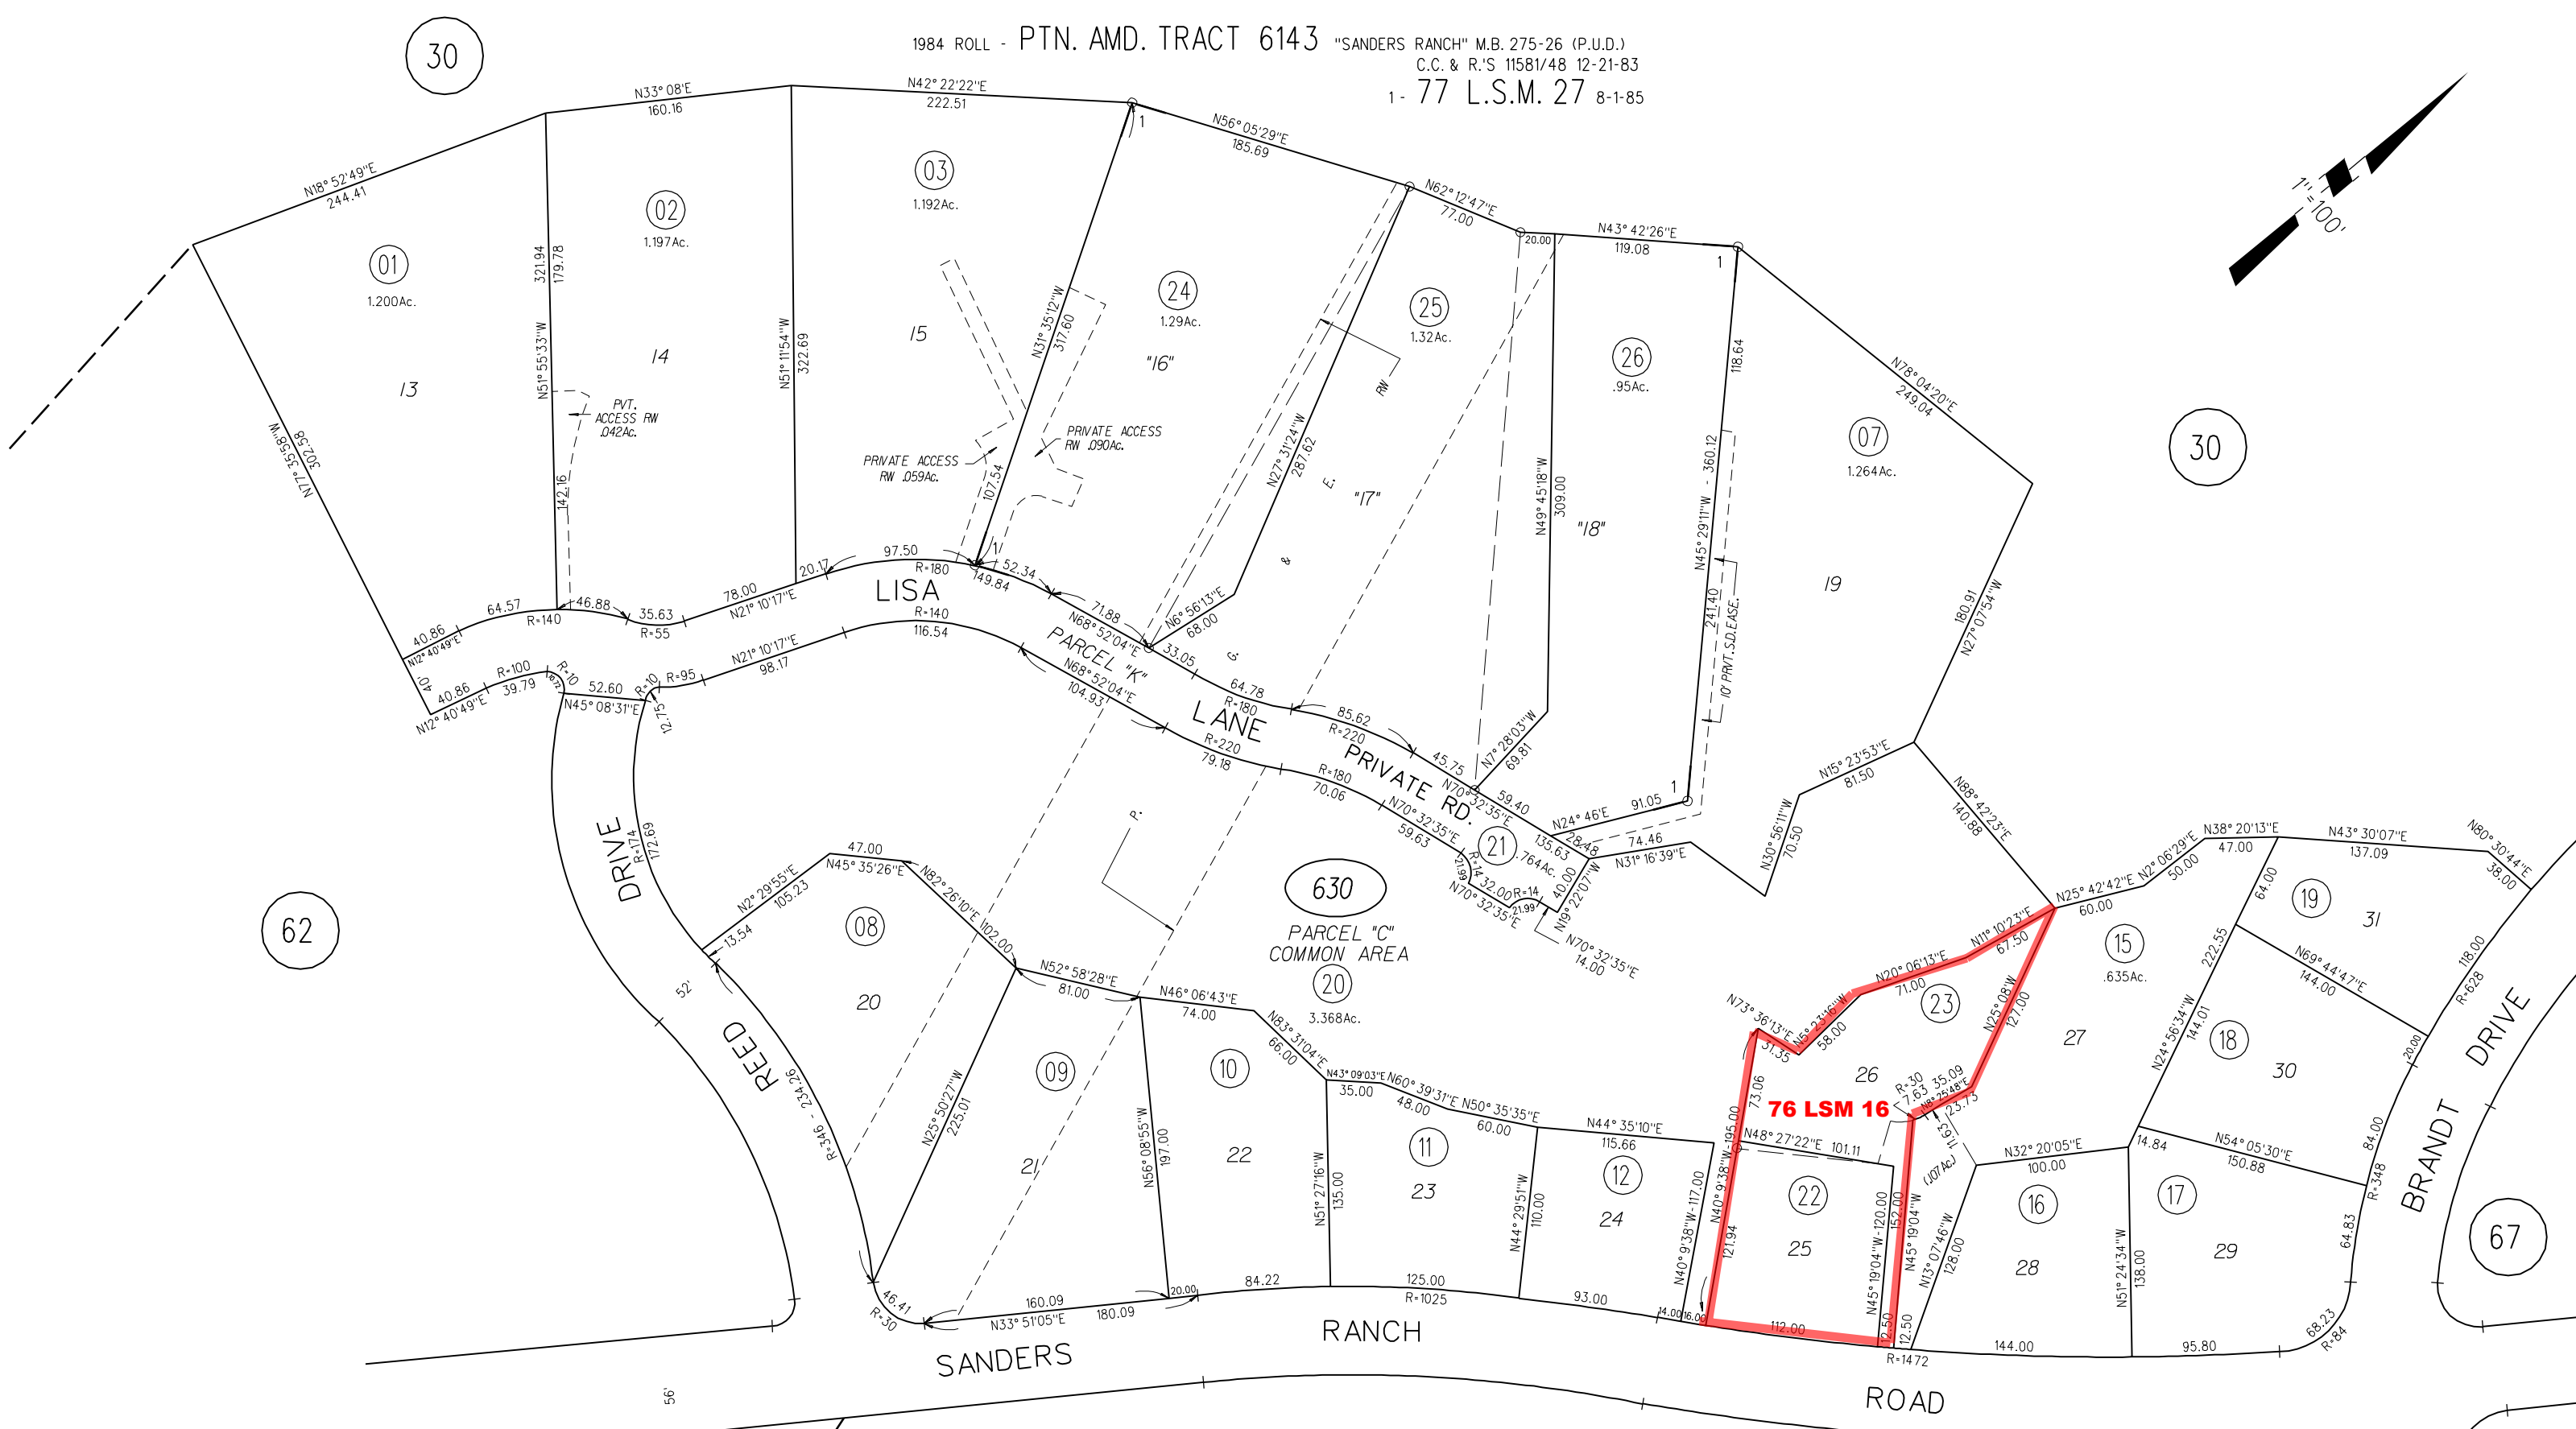 30
1984 ROLL - PTN. AMD. TRACT 6143 "SANDERS RANCH" M.B. 275-26 (P.U.D.)
C.C. & R.'S 11581/48 12-21-83
1 - 77 L.S.M. 27 8-1-85
1"=100'
N18° 52'49"E
244.41
N33° 08'E
160.16
N42° 22'22"E
222.51
1
N56° 05'29"E
185.69
N62° 12'47"E
77.00
20.00
N43° 42'26"E
119.08
1
N78° 04'20"E
249.04
01
1.200Ac.
13
N77° 35'58"W
302.58
321.94
179.78
N51° 55'33"W
142.16
02
1.197Ac.
14
PVT.
ACCESS RW
.042Ac.
N51° 11'54"W
322.69
03
1.192Ac.
15
PRIVATE ACCESS
RW .059Ac.
N31° 35'12"W
317.60
107.54
24
1.29Ac.
"16"
PRIVATE ACCESS
RW .090Ac.
N27° 31'24"W
287.62
25
1.32Ac.
RW
"17"
E.
&
G.
N49° 45'18"W
309.00
26
.95Ac.
"18"
118.64
N45° 29'11"W - 360.12
241.40
10' PRVT.S.D.EASE.
07
1.264Ac.
19
180.91
N27° 07'54"W
30
40.86
N12° 40'49"E
64.57
R=140
46.88
35.63
R=55
78.00
N21° 10'17"E
20.17
97.50
R=180
1
52.34
149.84
71.88
N68° 52'04"E
N6° 56'13"E
68.00
33.05
64.78
R=180
85.62
R=220
45.75
N70° 32'35"E
N7° 28'03"W
69.81
59.40
135.63
1
N24° 46'E
91.05
28.48
74.46
N31° 16'39"E
N30° 56'11"W
70.50
N15° 23'53"E
81.50
N88° 42'23"E
140.88
LISA
LANE
PARCEL "K"
PRIVATE RD.
40'
40.86
N12° 40'49"E
R=100
39.79
R=10
52.60
N45° 08'31"E
R=10
12.75
R=95
N21° 10'17"E
98.17
R=140
116.54
N68° 52'04"E
104.93
R=220
79.18
R=180
70.06
N70° 32'35"E
59.63
R=14
21.99
32.00
N70° 32'35"E
R=14
21.99
40.00
N19° 22'07"W
N70° 32'35"E
14.00
21
.764Ac.
DRIVE
REED
R=174
172.69
52'
R=346 - 234.26
62
N2° 29'55"E
105.23
13.54
47.00
N45° 35'26"E
N82° 26'10"E
102.00
08
20
P.
630
PARCEL "C"
COMMON AREA
20
3.368Ac.
N52° 58'28"E
81.00
N46° 06'43"E
74.00
N83° 31'04"E
66.00
N43° 09'03"E
35.00
N60° 39'31"E
48.00
N50° 35'35"E
60.00
N44° 35'10"E
115.66
N25° 50'27"W
225.01
09
21
N56° 08'55"W
197.00
10
22
N51° 27'16"W
135.00
11
23
N44° 29'51"W
110.00
12
24
N40° 9'38"W-117.00
N40° 9'38"W-195.00
73.06
121.94
N73° 36'13"E
31.35
N5° 23'16"W
58.00
N20° 06'13"E
71.00
N11° 10'23"E
67.50
23
26
N25° 08'W
127.00
76 LSM 16
R=30
7.63
35.09
N8° 25'48"E
23.73
11.63
(.107Ac)
N48° 27'22"E
101.11
22
25
N45° 19'04"W-120.00
152.00
N45° 19'04"W
N13° 07'46"W
128.00
N25° 42'42"E
60.00
N2° 06'29"E
50.00
N38° 20'13"E
47.00
N43° 30'07"E
137.09
N80° 30'44"E
38.00
15
.635Ac.
27
64.00
222.55
N24° 56'34"W
144.01
19
31
N69° 44'47"E
144.00
118.00
R=628
18
30
20.00
84.00
R=348
N32° 20'05"E
100.00
14.84
N54° 05'30"E
150.88
16
28
N51° 24'34"W
138.00
17
29
64.83
68.23
R=84
BRANDT DRIVE
67
46.41
R=30
160.09
N33° 51'05"E
180.09
20.00
84.22
125.00
R=1025
93.00
14.00
16.00
112.00
12.50
12.50
R=1472
144.00
95.80
SANDERS RANCH ROAD
56'